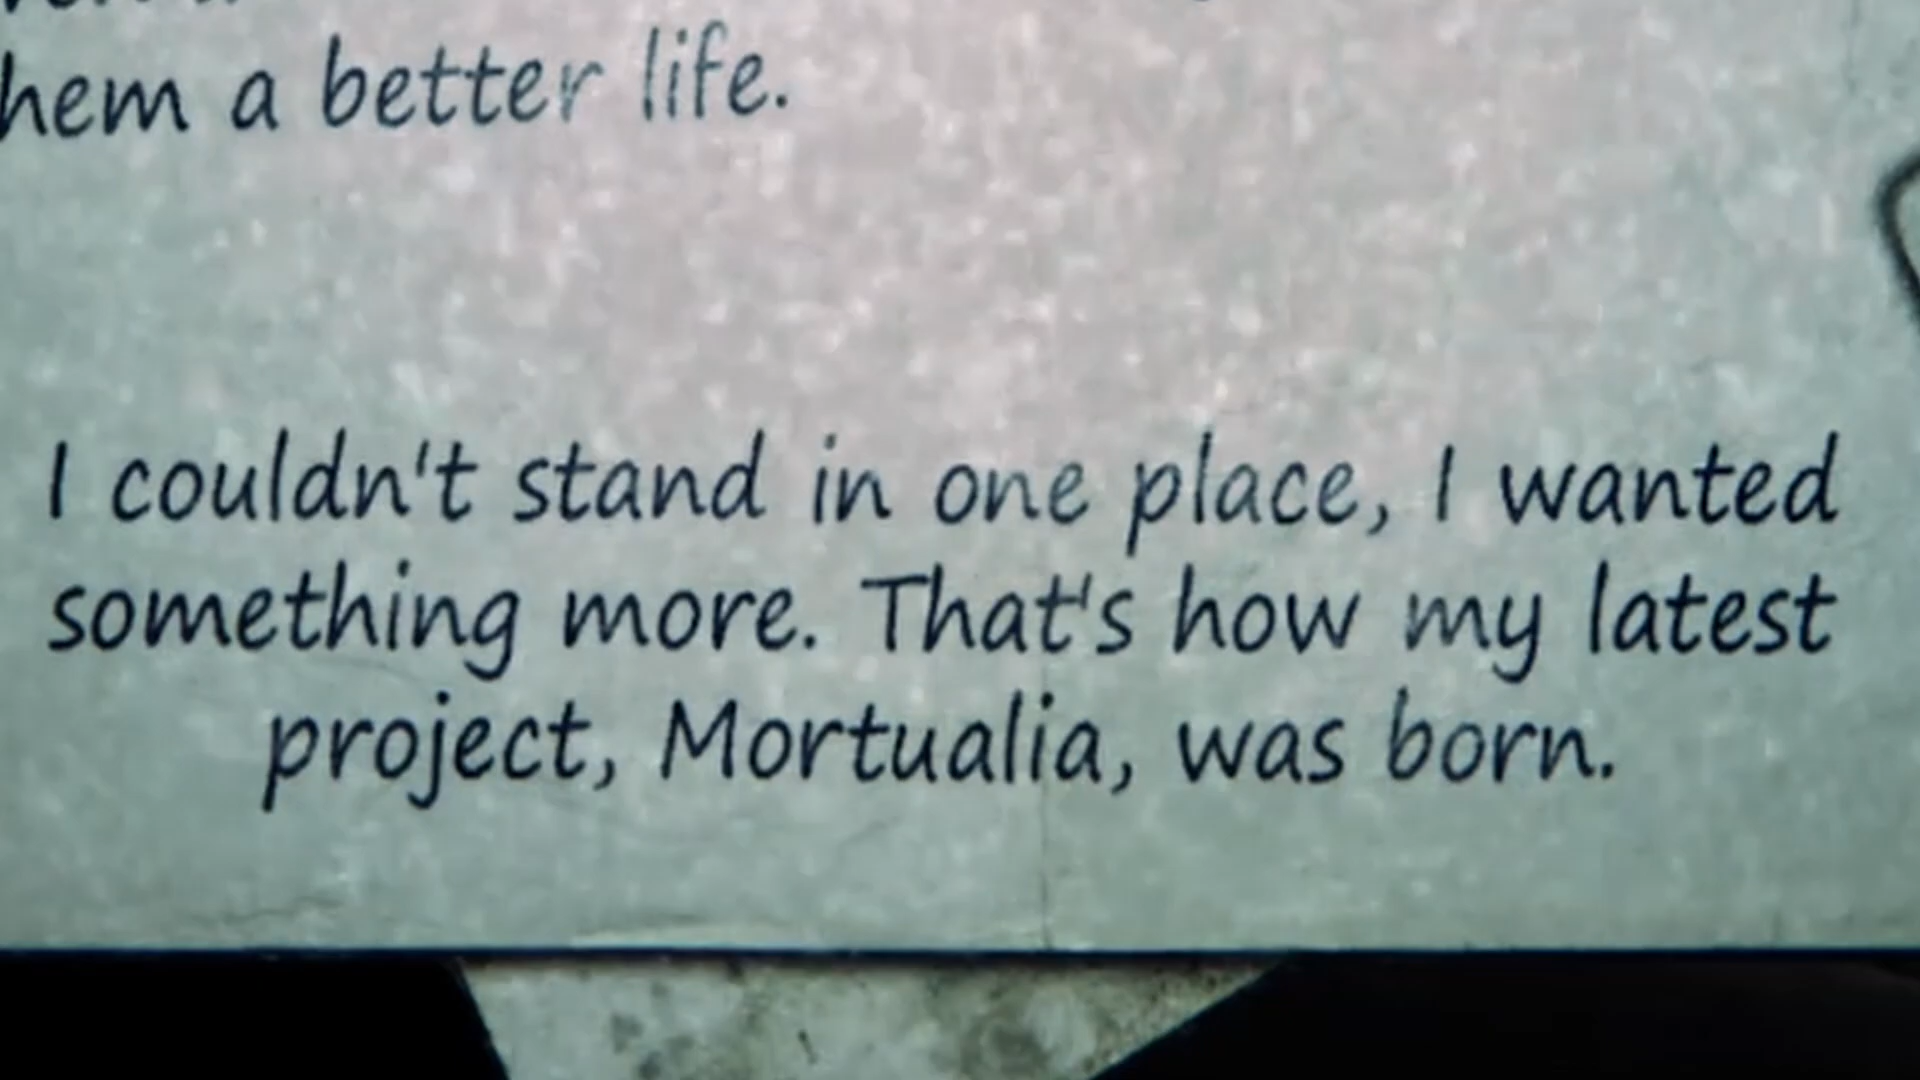 hem a better life.
I couldn't stand in one place, I wanted
something more. That's how my latest
project, Mortualia, was born.